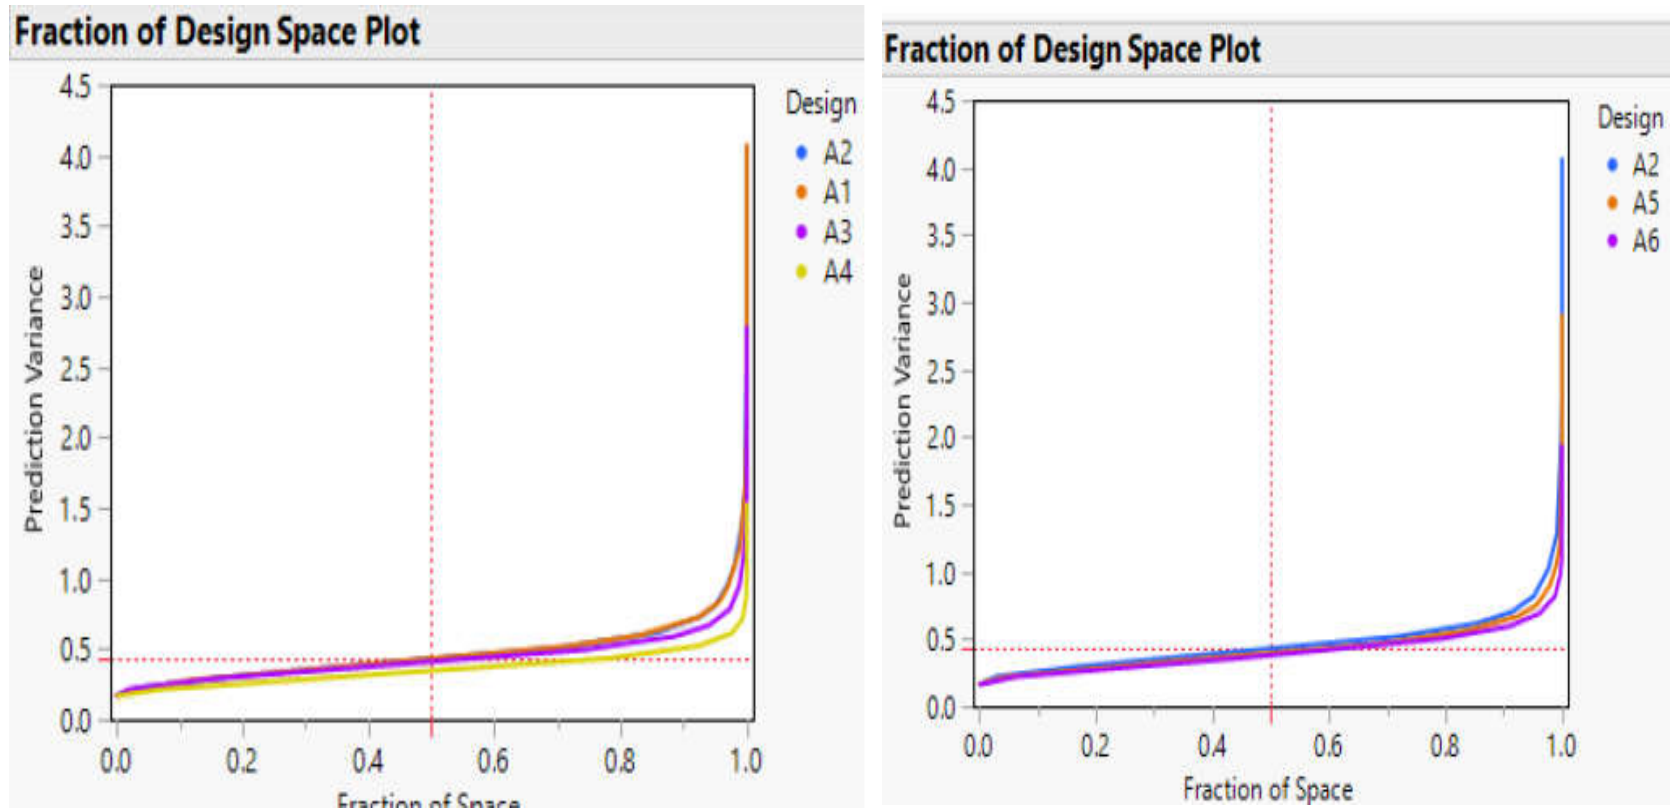 Fraction of Design Space Plot
4.5
4.0
3.5
3.0
2.5
2.0
1.5
1.0
0.5
0.0
Prediction Variance
0.0 0.2 0.4 0.6 0.8 1.0
Fraction of Space
Design
A2
A1
A3
A4
Fraction of Design Space Plot
4.5
4.0
3.5
3.0
2.5
2.0
1.5
1.0
0.5
0.0
Prediction Variance
0.0 0.2 0.4 0.6 0.8 1.0
Fraction of Space
Design
A2
A5
A6